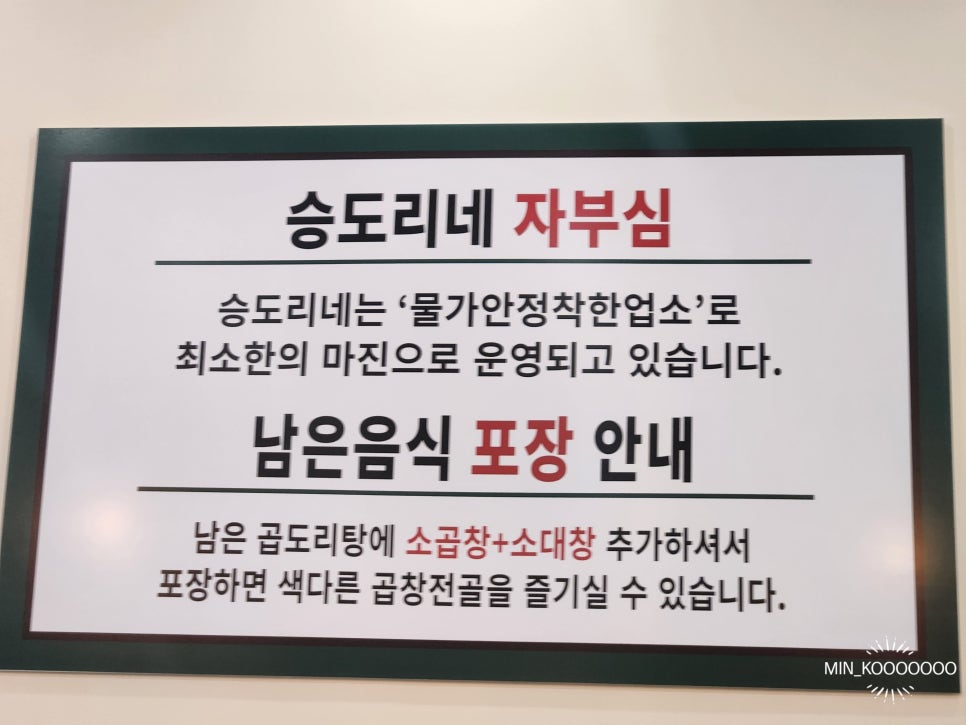 승도리네 자부심
승도리네는 ‘물가안정착한업소’로
최소한의 마진으로 운영되고 있습니다.
남은음식 포장 안내
남은 곱도리탕에 소곱창+소대창 추가하셔서
포장하면 색다른 곱창전골을 즐기실 수 있습니다.
MIN_KOOOOOOO